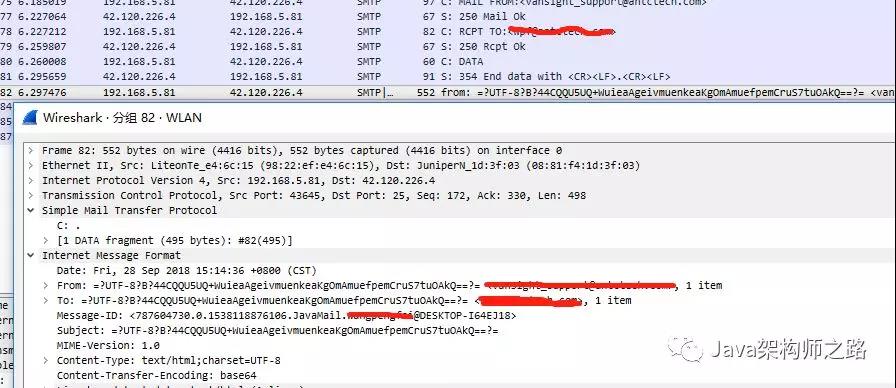 75 6.185019 192.168.5.81 42.120.226.4 SMTP 97 C: MAIL FROM:<vansight_support@antctech.com>
76 6.226008 42.120.226.4 192.168.5.81 SMTP 67 S: 250 Mail Ok
78 6.227212 192.168.5.81 42.120.226.4 SMTP 82 C: RCPT TO:
79 6.259807 42.120.226.4 192.168.5.81 SMTP 67 S: 250 Rcpt Ok
80 6.260476 192.168.5.81 42.120.226.4 SMTP 60 C: DATA
81 6.295659 42.120.226.4 192.168.5.81 SMTP 91 S: 354 End data with <CR><LF>.<CR><LF>
82 6.297476 192.168.5.81 42.120.226.4 SMTP|… 552 from: =?UTF-8?B?44CQQU5UQ+WuieaAgeivmuenkeaKgOmAmuefpemCruS7tuOAkQ==?= <van
84
86
87
Wireshark · 分组 82 · WLAN
Frame 82: 552 bytes on wire (4416 bits), 552 bytes captured (4416 bits) on interface 0
Ethernet II, Src: LiteonTe_e4:6c:15 (98:22:ef:e4:6c:15), Dst: JuniperN_1d:3f:03 (08:81:f4:1d:3f:03)
Internet Protocol Version 4, Src: 192.168.5.81, Dst: 42.120.226.4
Transmission Control Protocol, Src Port: 43645, Dst Port: 25, Seq: 172, Ack: 330, Len: 498
Simple Mail Transfer Protocol
C: .
[1 DATA fragment (495 bytes): #82(495)]
Internet Message Format
Date: Fri, 28 Sep 2018 15:14:36 +0800 (CST)
From: =?UTF-8?B?44CQQU5UQ+WuieaAgeivmuenkeaKgOmAmuefpemCruS7tuOAkQ==?= , 1 item
To: =?UTF-8?B?44CQQU5UQ+WuieaAgeivmuenkeaKgOmAmuefpemCruS7tuOAkQ==?= < >, 1 item
Message-ID: <787604730.0.1538118876106.JavaMail. @DESKTOP-I64EJ18>
Subject: =?UTF-8?B?44CQQU5UQ+WuieaAgeivmuenkeaKgOmAmuefpemCruS7tuOAkQ==?=
MIME-Version: 1.0
Content-Type: text/html;charset=UTF-8
Content-Transfer-Encoding: base64
Java架构师之路